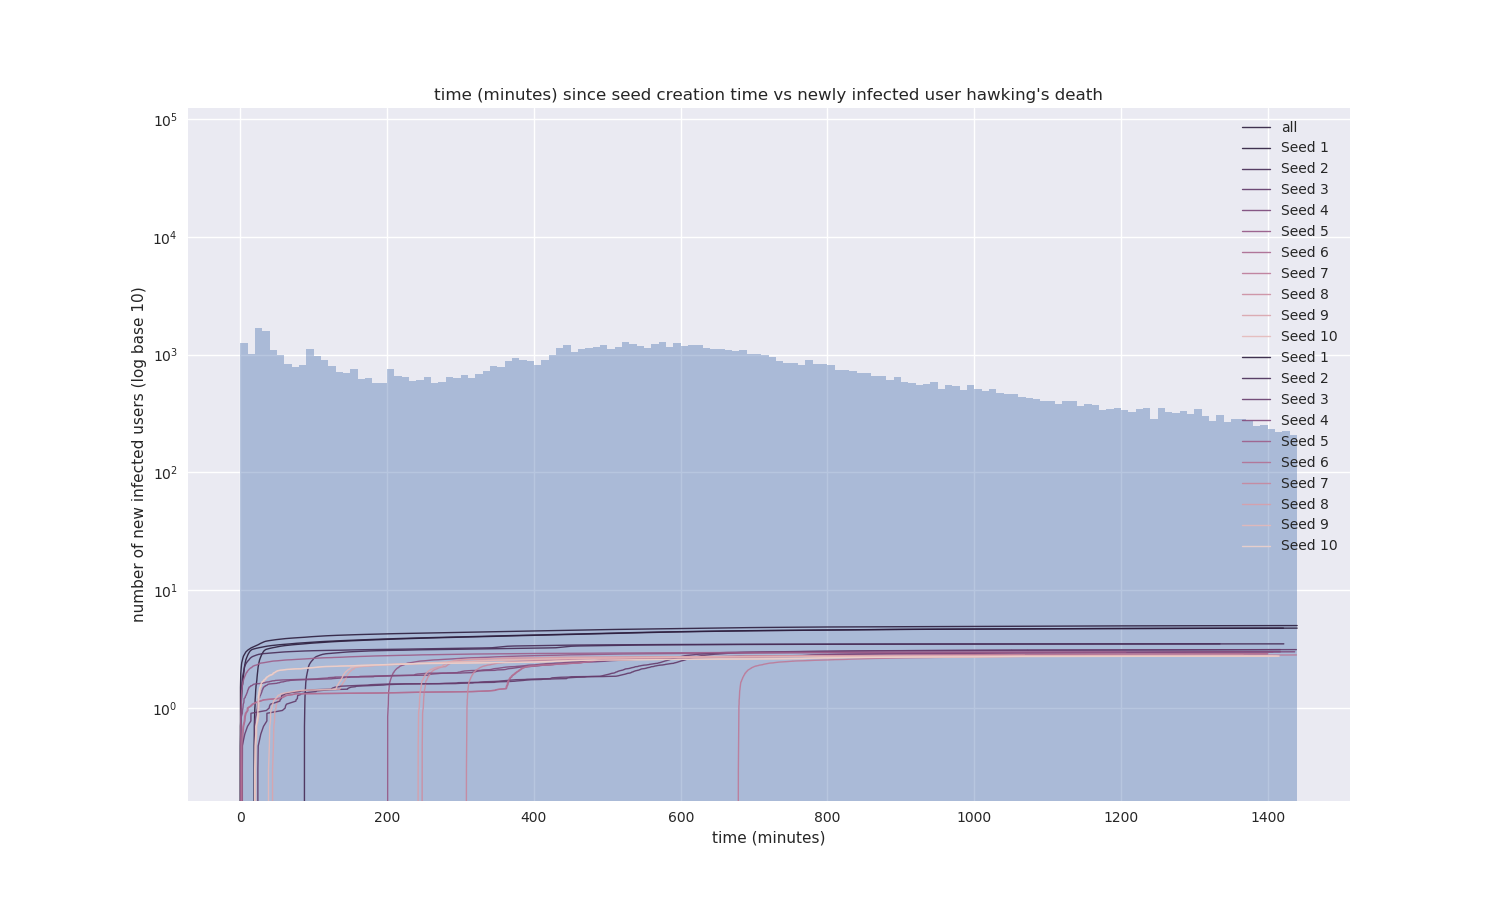 time (minutes) since seed creation time vs newly infected user hawking's death
10⁵
10⁴
10³
10²
10¹
10⁰
number of new infected users (log base 10)
all
Seed 1
Seed 2
Seed 3
Seed 4
Seed 5
Seed 6
Seed 7
Seed 8
Seed 9
Seed 10
Seed 1
Seed 2
Seed 3
Seed 4
Seed 5
Seed 6
Seed 7
Seed 8
Seed 9
Seed 10
0 200 400 600 800 1000 1200 1400
time (minutes)